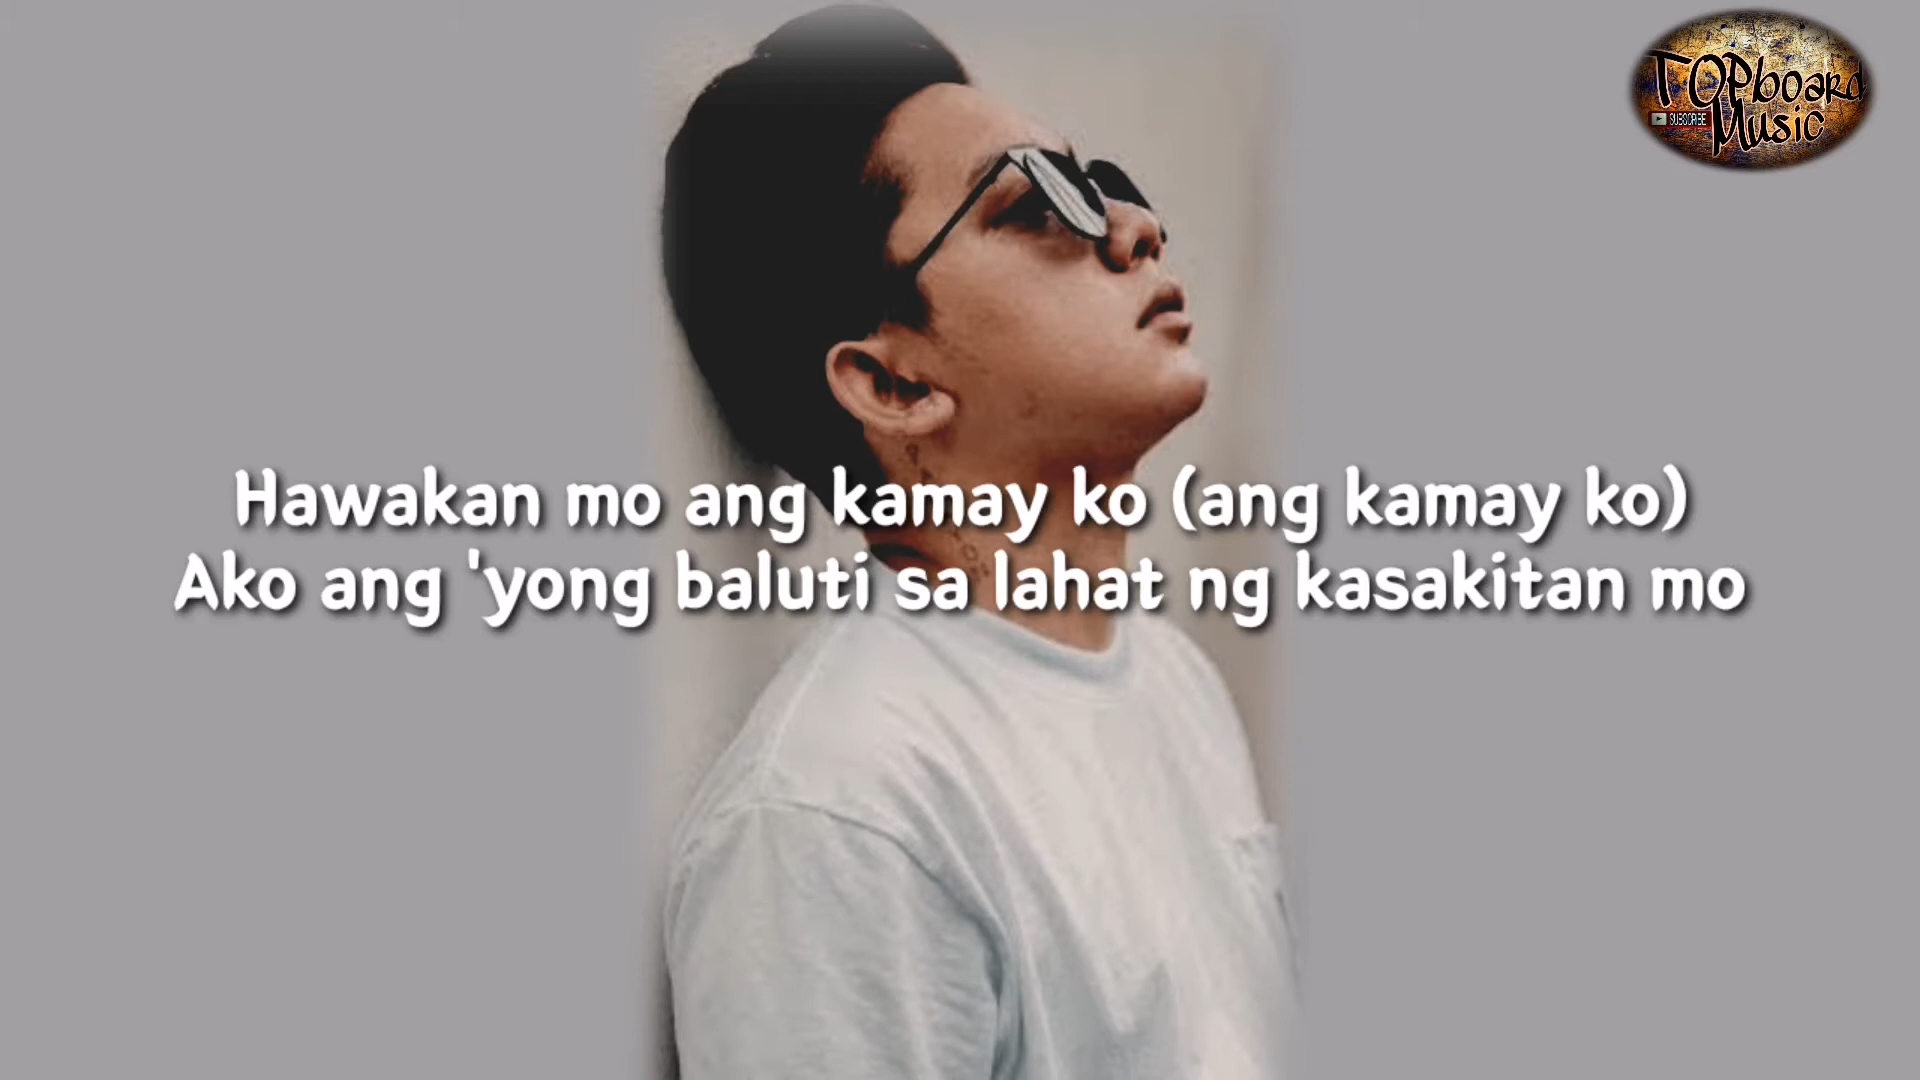 TOPboard
SUBSCRIBE
Music
Hawakan mo ang kamay ko (ang kamay ko)
Ako ang 'yong baluti sa lahat ng kasakitan mo